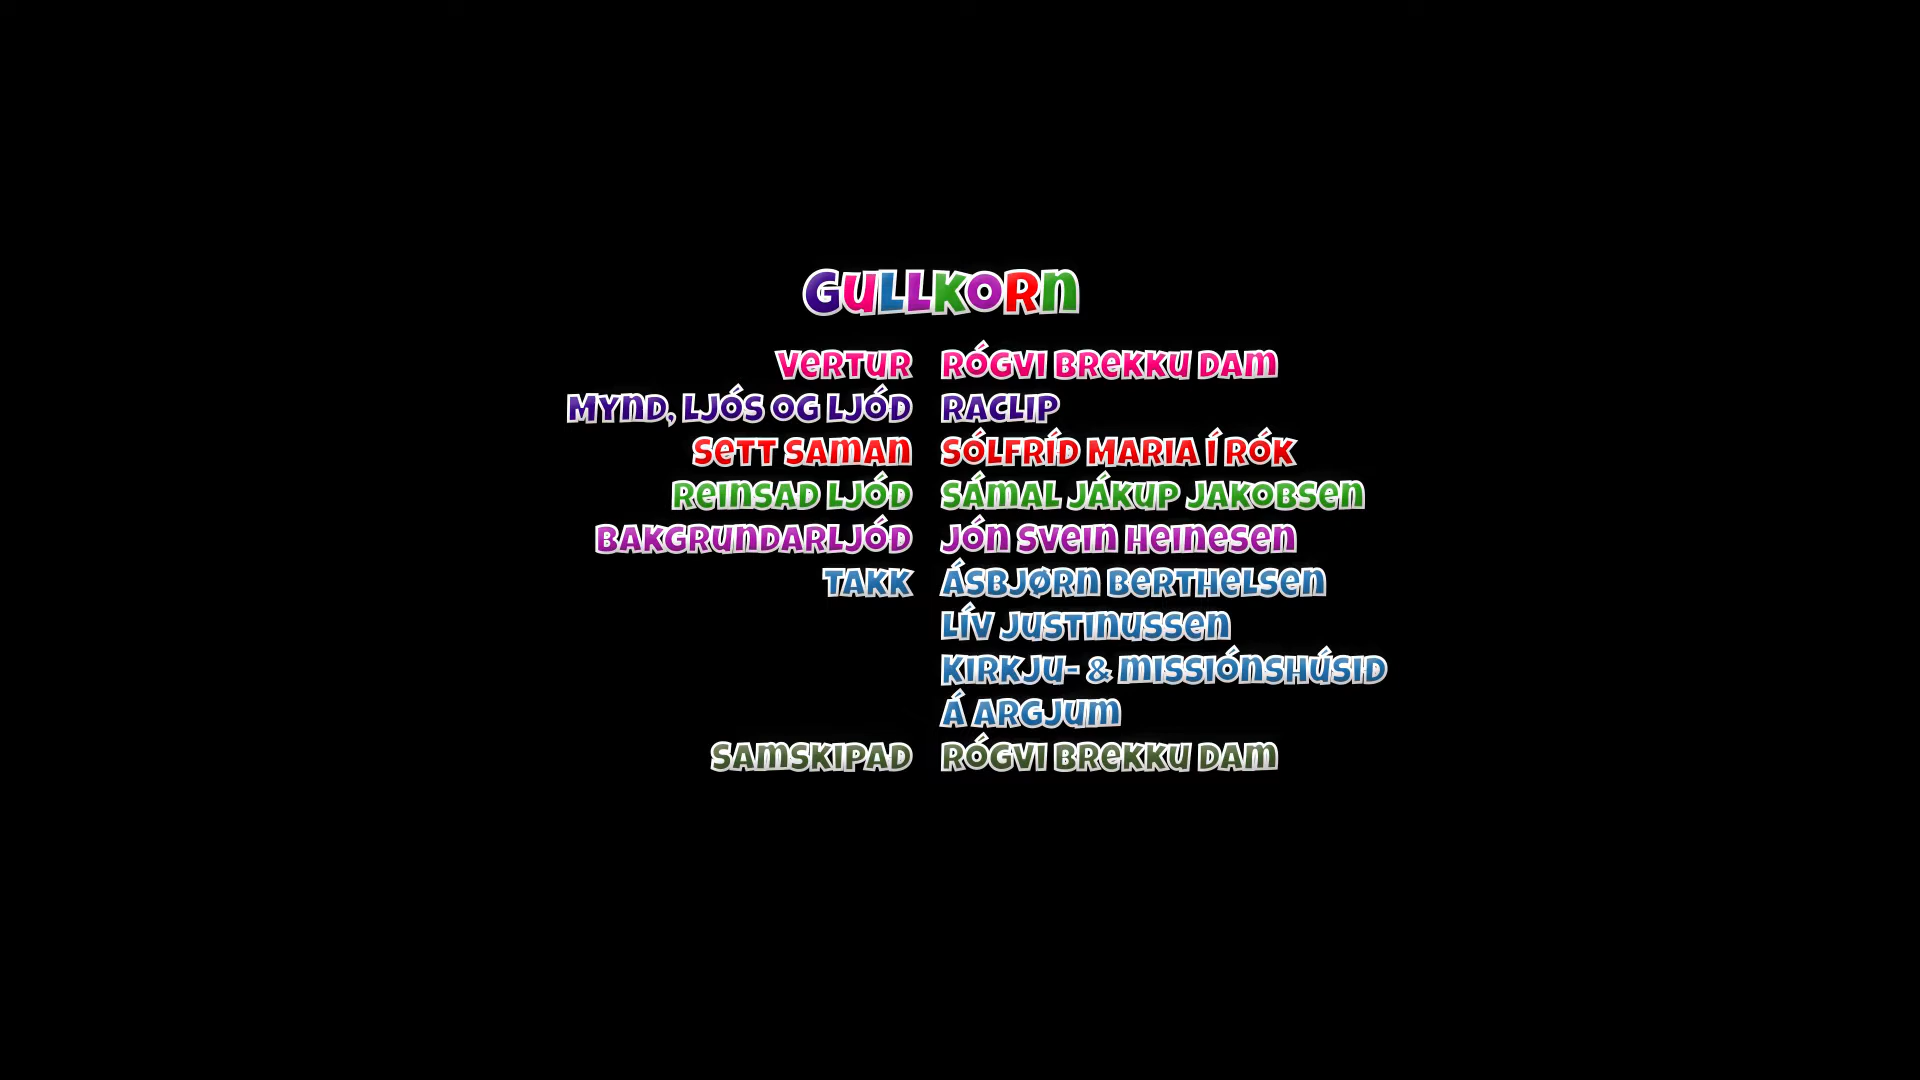 GULLKORN
VERTUR RÓGVI BREKKU DAM
MYND, LJÓS OG LJÓÐ RACLIP
SETT SAMAN SÓLFRÍÐ MARIA Í RÓK
REINSAÐ LJÓÐ SÁMAL JÁKUP JAKOBSEN
BAKGRUNDARLJÓÐ JÓN SVEIN HEINESEN
TAKK ÁSBJØRN BERTHELSEN
LÍV JUSTINUSSEN
KIRKJU- & MISSIÓNSHÚSIÐ
Á ARGJUM
SAMSKIPAÐ RÓGVI BREKKU DAM